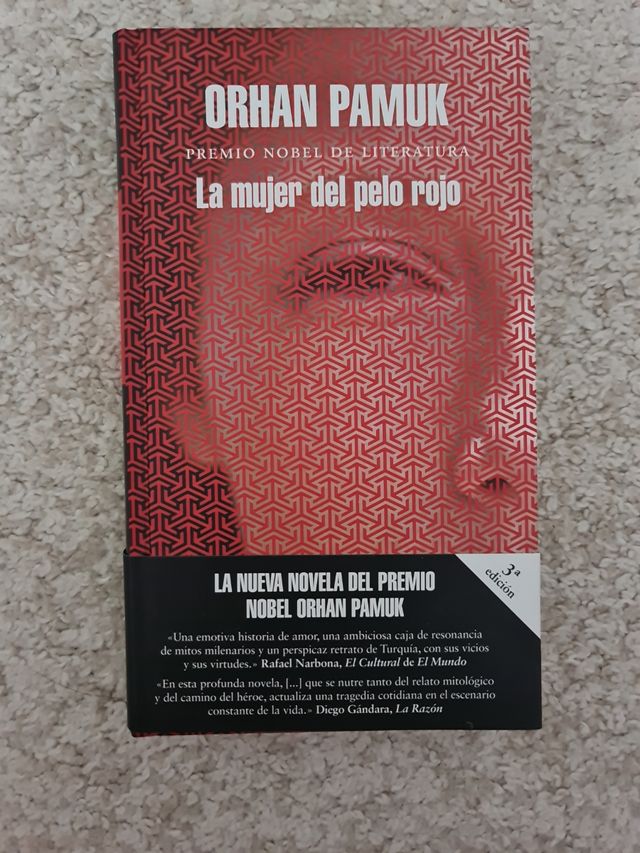 ORHAN PAMUK
PREMIO NOBEL DE LITERATURA
La mujer del pelo rojo
3ª
edición
LA NUEVA NOVELA DEL PREMIO
NOBEL ORHAN PAMUK
«Una emotiva historia de amor, una ambiciosa caja de resonancia
de mitos milenarios y un perspicaz retrato de Turquía, con sus vicios
y sus virtudes.» Rafael Narbona, El Cultural de El Mundo
«En esta profunda novela, [...] que se nutre tanto del relato mitológico
y del camino del héroe, actualiza una tragedia cotidiana en el escenario
constante de la vida.» Diego Gándara, La Razón